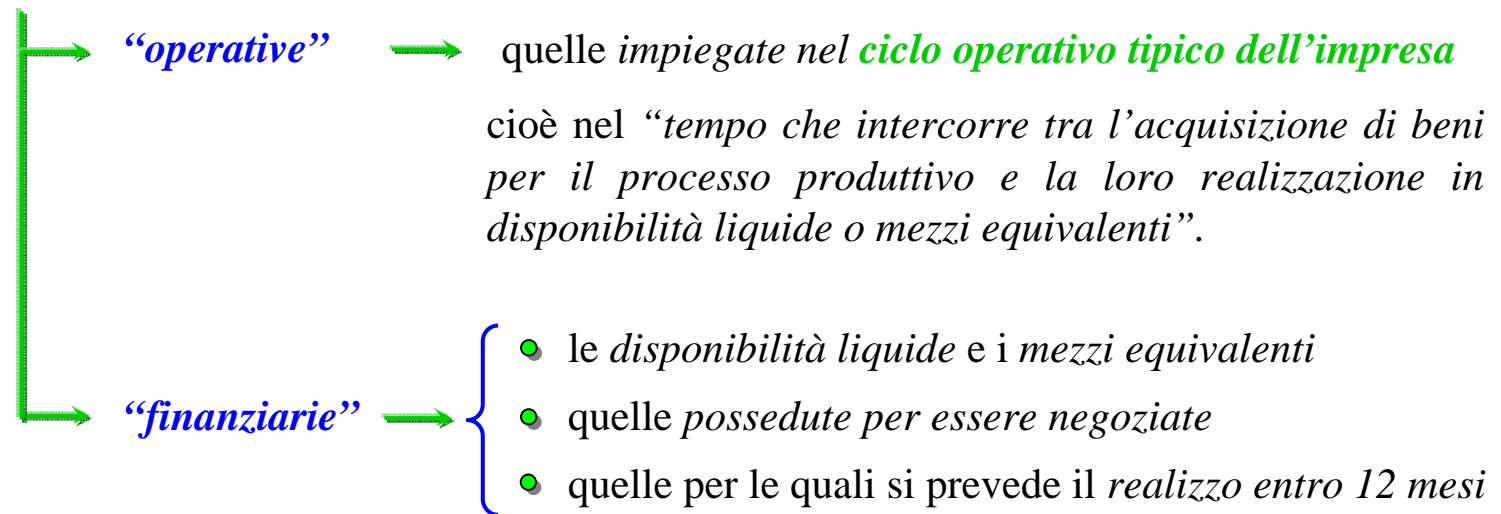 “operative” quelle impiegate nel ciclo operativo tipico dell’impresa
cioè nel “tempo che intercorre tra l’acquisizione di beni
per il processo produttivo e la loro realizzazione in
disponibilità liquide o mezzi equivalenti”.
le disponibilità liquide e i mezzi equivalenti
“finanziarie” quelle possedute per essere negoziate
quelle per le quali si prevede il realizzo entro 12 mesi